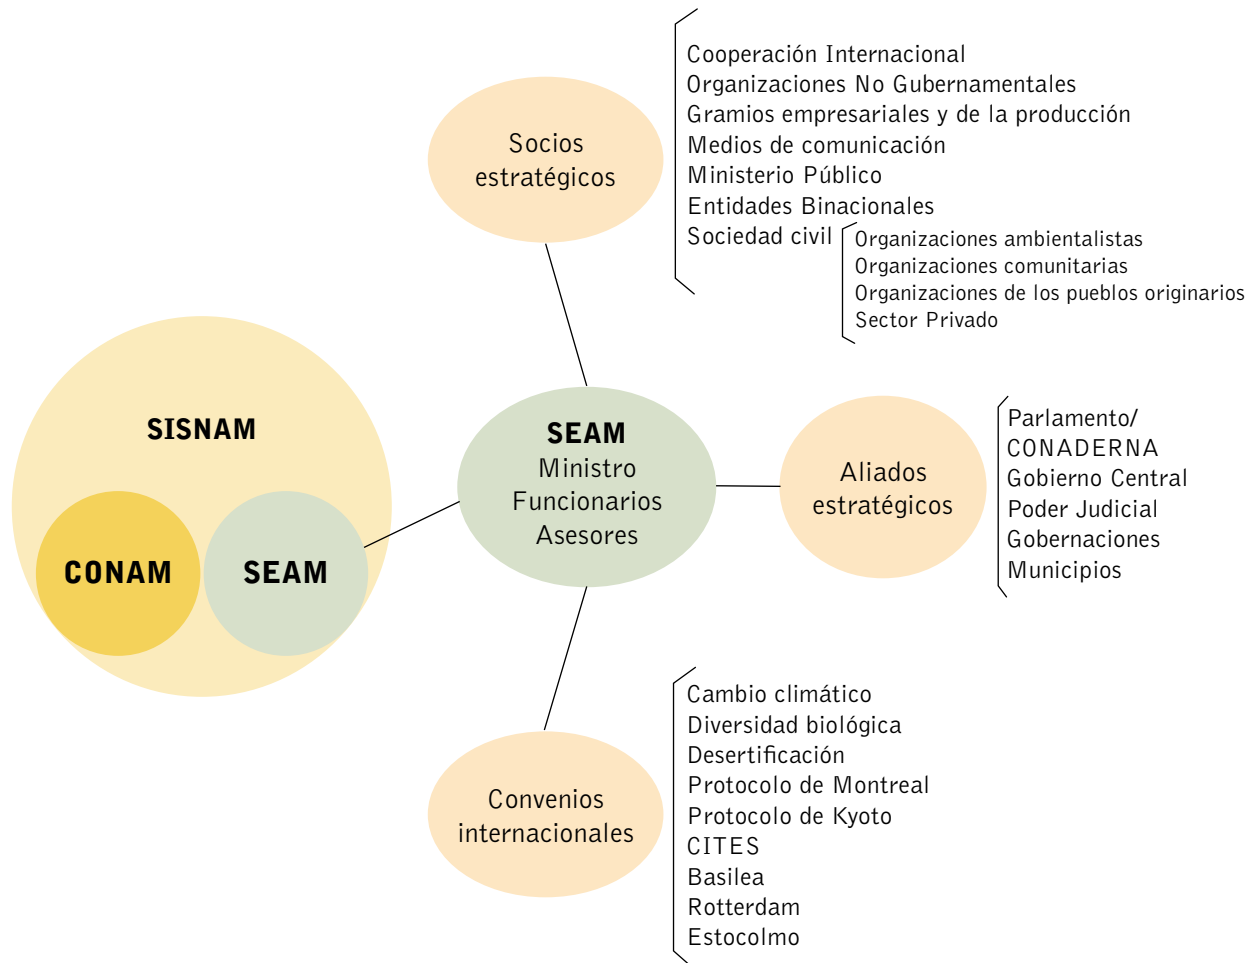 Socios
estratégicos
Cooperación Internacional
Organizaciones No Gubernamentales
Gramios empresariales y de la producción
Medios de comunicación
Ministerio Público
Entidades Binacionales
Sociedad civil
Organizaciones ambientalistas
Organizaciones comunitarias
Organizaciones de los pueblos originarios
Sector Privado
SISNAM
CONAM
SEAM
SEAM
Ministro
Funcionarios
Asesores
Aliados
estratégicos
Parlamento/
CONADERNA
Gobierno Central
Poder Judicial
Gobernaciones
Municipios
Convenios
internacionales
Cambio climático
Diversidad biológica
Desertificación
Protocolo de Montreal
Protocolo de Kyoto
CITES
Basilea
Rotterdam
Estocolmo